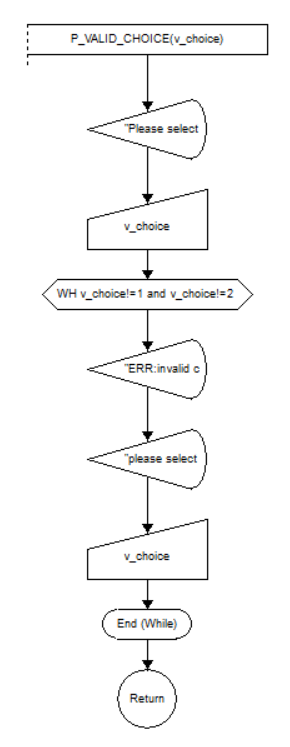 P_VALID_CHOICE(v_choice)
"Please select
v_choice
WH v_choice!=1 and v_choice!=2
"ERR:invalid c
"please select
v_choice
End (While)
Return